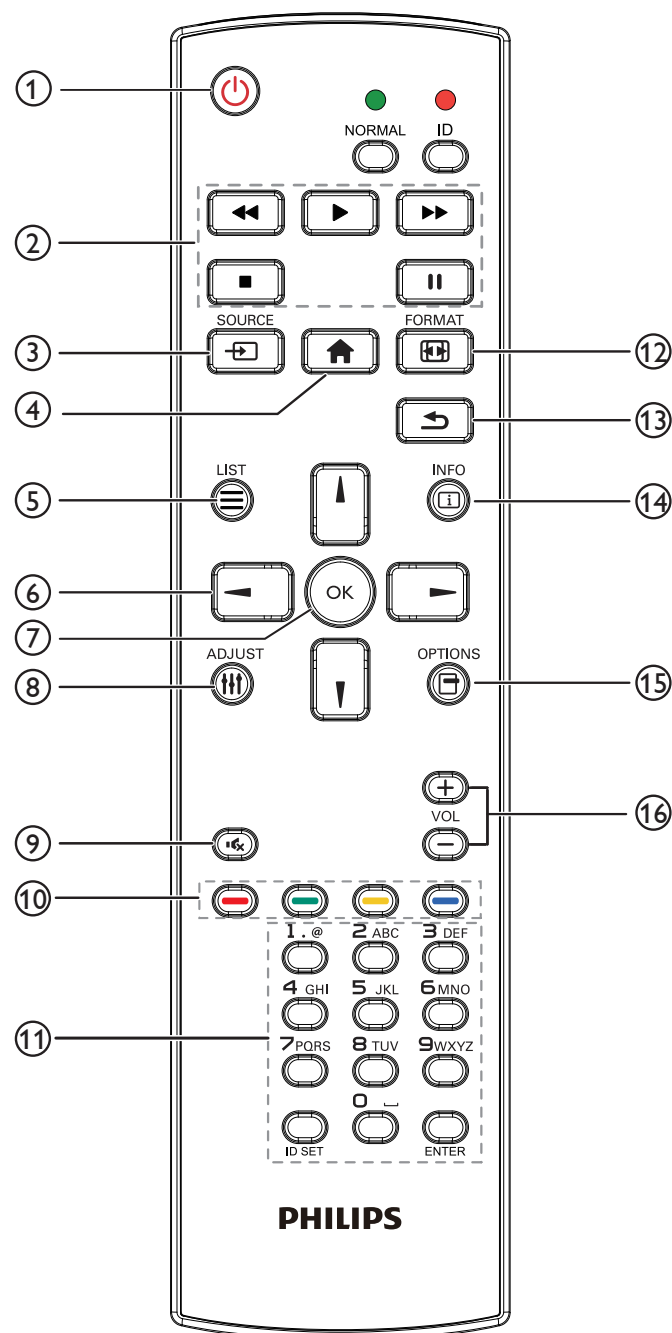 1
NORMAL ID
2
SOURCE FORMAT
3
12
4
13
LIST INFO
5
14
6
OK
7
ADJUST OPTIONS
8
15
VOL
16
9
10
1 . @ 2 ABC 3 DEF
4 GHI 5 JKL 6 MNO
11
7 PQRS 8 TUV 9 WXYZ
0 ⎵
ID SET ENTER
PHILIPS